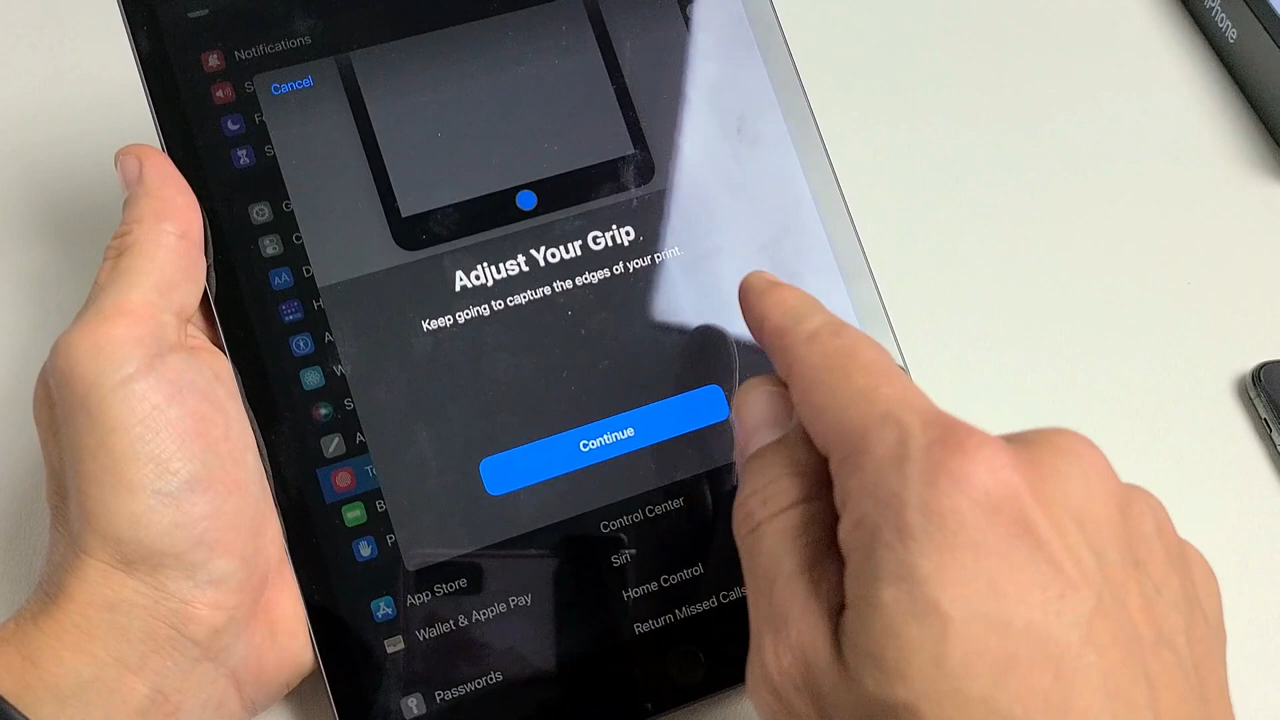 iPhone
Notifications
Cancel
Adjust Your Grip
Keep going to capture the edges of your print.
Continue
Control Center
Siri
App Store
Home Control
Wallet & Apple Pay
Return Missed Calls
Passwords